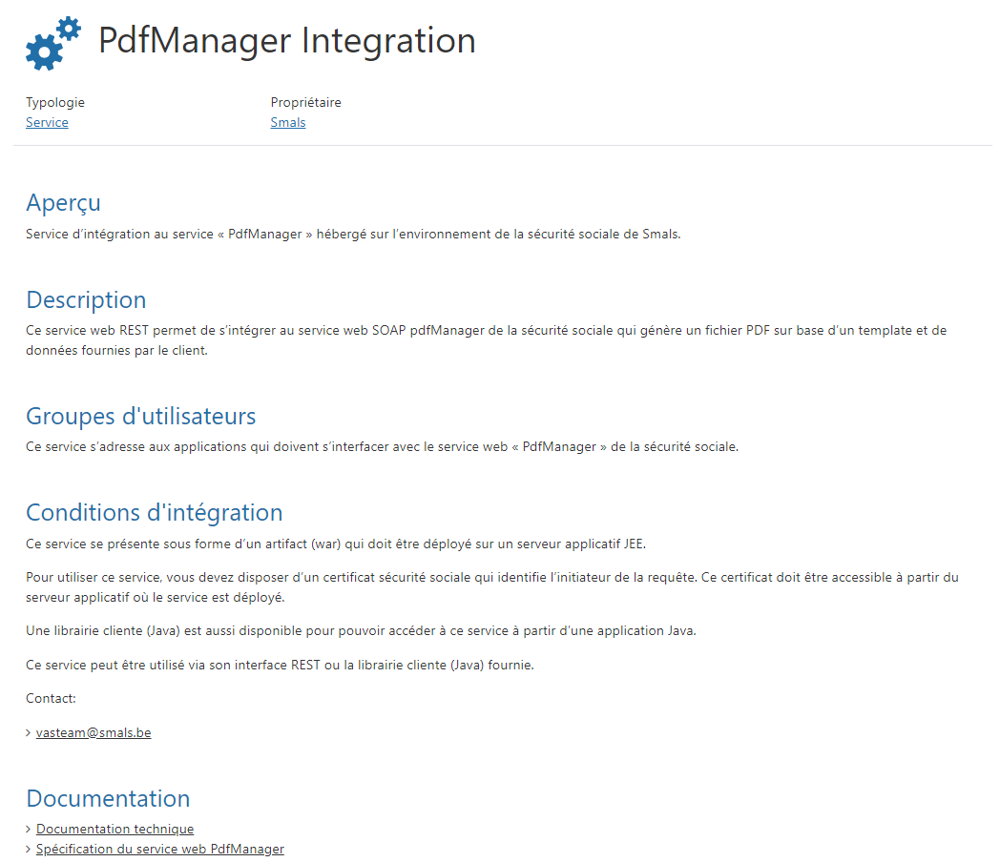 PdfManager Integration
Typologie
Propriétaire
Service
Smals
Aperçu
Service d’intégration au service « PdfManager » hébergé sur l’environnement de la sécurité sociale de Smals.
Description
Ce service web REST permet de s’intégrer au service web SOAP pdfManager de la sécurité sociale qui génère un fichier PDF sur base d’un template et de
données fournies par le client.
Groupes d'utilisateurs
Ce service s’adresse aux applications qui doivent s’interfacer avec le service web « PdfManager » de la sécurité sociale.
Conditions d'intégration
Ce service se présente sous forme d’un artifact (war) qui doit être déployé sur un serveur applicatif JEE.
Pour utiliser ce service, vous devez disposer d’un certificat sécurité sociale qui identifie l’initiateur de la requête. Ce certificat doit être accessible à partir du
serveur applicatif où le service est déployé.
Une librairie cliente (Java) est aussi disponible pour pouvoir accéder à ce service à partir d’une application Java.
Ce service peut être utilisé via son interface REST ou la librairie cliente (Java) fournie.
Contact:
> vasteam@smals.be
Documentation
> Documentation technique
> Spécification du service web PdfManager